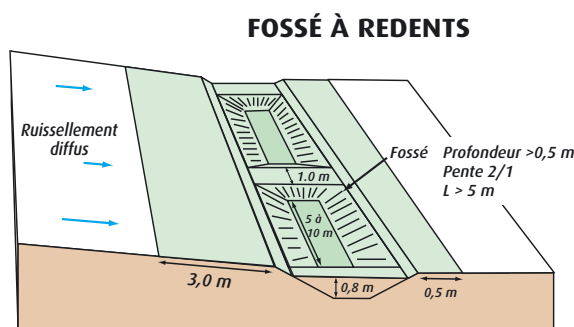 FOSSÉ À REDENTS
Ruissellement
diffus
Fossé
Profondeur >0,5 m
Pente 2/1
L > 5 m
1.0 m
5 à
10 m
3,0 m
0,8 m
0,5 m